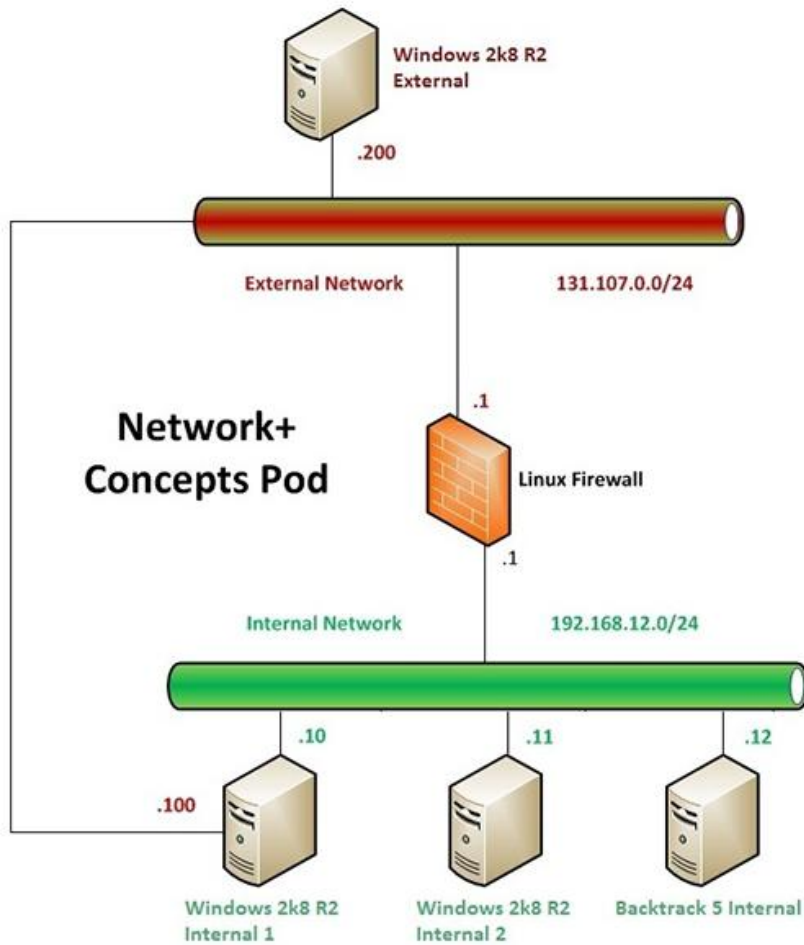 Windows 2k8 R2
External
.200
External Network 131.107.0.0/24
.1
Network+
Concepts Pod
Linux Firewall
.1
Internal Network 192.168.12.0/24
.10 .11 .12
.100
Windows 2k8 R2
Internal 1
Windows 2k8 R2
Internal 2
Backtrack 5 Internal